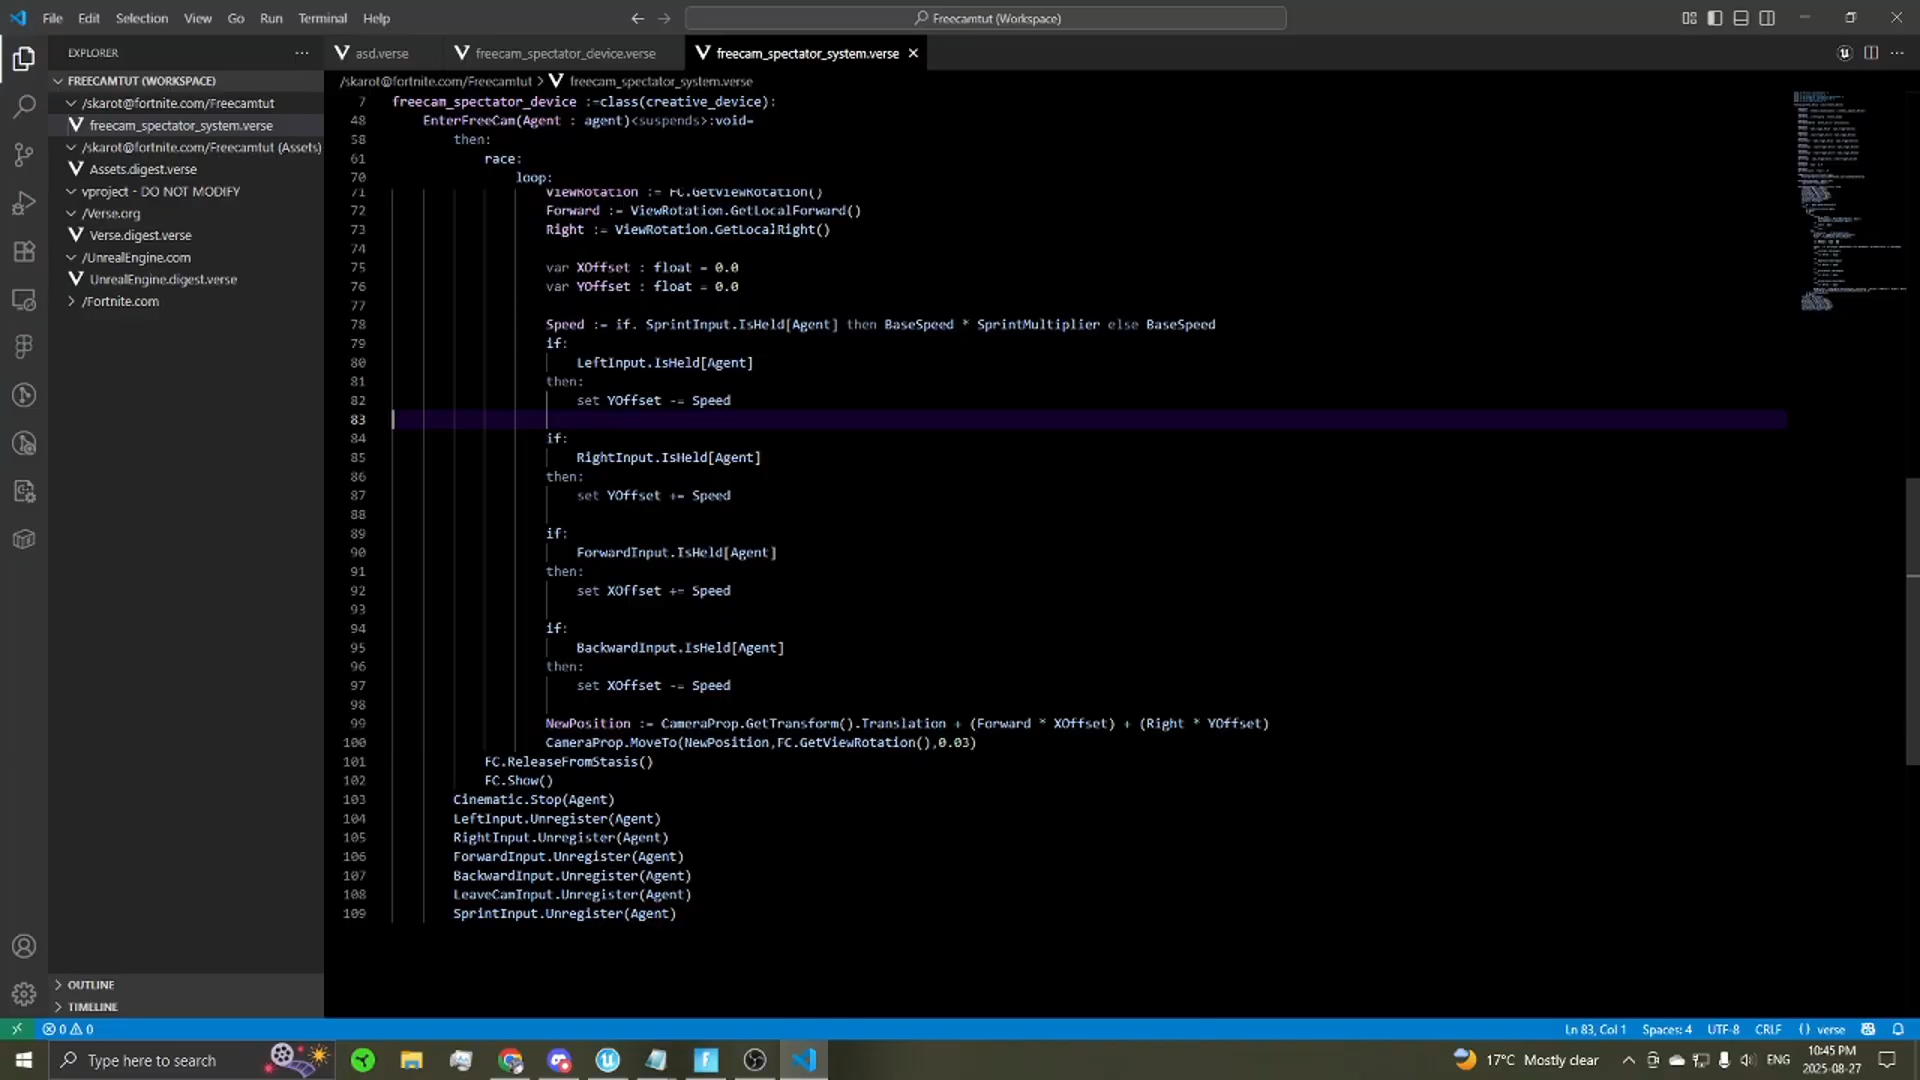 File Edit Selection View Go Run Terminal Help
Freecamtut (Workspace)
EXPLORER
asd.verse
freecam_spectator_device.verse
freecam_spectator_system.verse
FREECAMTUT (WORKSPACE)
/skarot@fortnite.com/Freecamtut
freecam_spectator_system.verse
/skarot@fortnite.com/Freecamtut (Assets)
Assets.digest.verse
vproject - DO NOT MODIFY
/Verse.org
Verse.digest.verse
/UnrealEngine.com
UnrealEngine.digest.verse
/Fortnite.com
OUTLINE
TIMELINE
/skarot@fortnite.com/Freecamtut > freecam_spectator_system.verse
7 freecam_spectator_device :=class(creative_device):
48 EnterFreeCam(Agent : agent)<suspends>:void=
58 then:
61 race:
70 loop:
71 ViewRotation := FC.GetViewRotation()
72 Forward := ViewRotation.GetLocalForward()
73 Right := ViewRotation.GetLocalRight()
74
75 var XOffset : float = 0.0
76 var YOffset : float = 0.0
77
78 Speed := if. SprintInput.IsHeld[Agent] then BaseSpeed * SprintMultiplier else BaseSpeed
79 if:
80 LeftInput.IsHeld[Agent]
81 then:
82 set YOffset -= Speed
83
84 if:
85 RightInput.IsHeld[Agent]
86 then:
87 set YOffset += Speed
88
89 if:
90 ForwardInput.IsHeld[Agent]
91 then:
92 set XOffset += Speed
93
94 if:
95 BackwardInput.IsHeld[Agent]
96 then:
97 set XOffset -= Speed
98
99 NewPosition := CameraProp.GetTransform().Translation + (Forward * XOffset) + (Right * YOffset)
100 CameraProp.MoveTo(NewPosition,FC.GetViewRotation(),0.03)
101 FC.ReleaseFromStasis()
102 FC.Show()
103 Cinematic.Stop(Agent)
104 LeftInput.Unregister(Agent)
105 RightInput.Unregister(Agent)
106 ForwardInput.Unregister(Agent)
107 BackwardInput.Unregister(Agent)
108 LeaveCamInput.Unregister(Agent)
109 SprintInput.Unregister(Agent)
0 0
Ln 83, Col 1 Spaces: 4 UTF-8 CRLF {} verse
Type here to search
17°C Mostly clear
ENG
10:45 PM
2025-08-27